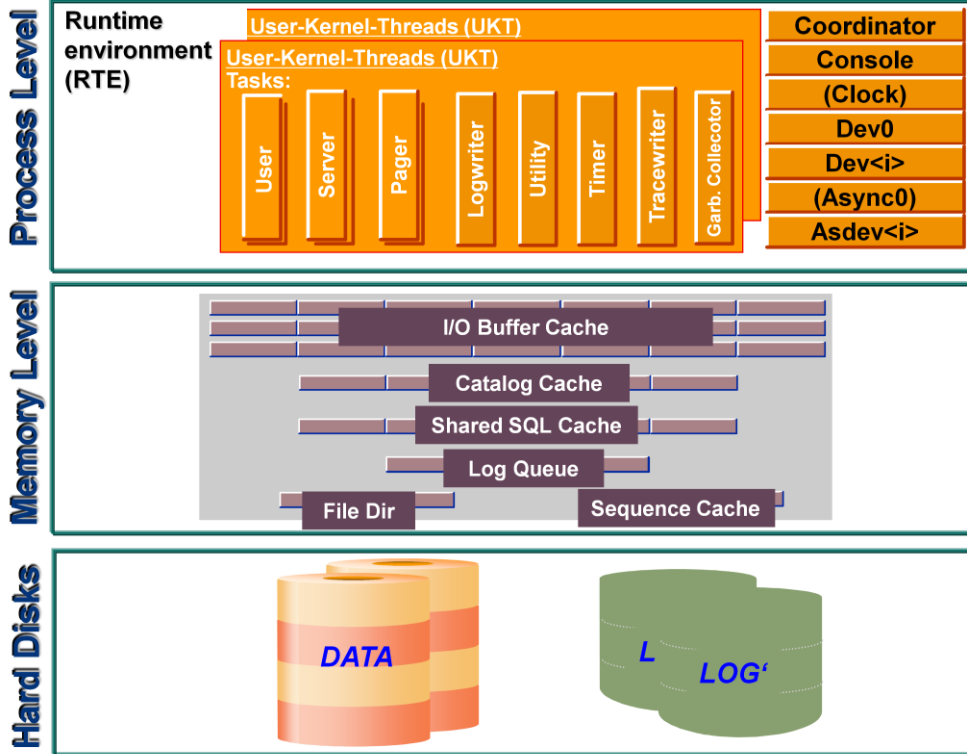 Process Level
Runtime
environment
(RTE)
User-Kernel-Threads (UKT)
User-Kernel-Threads (UKT)
Tasks:
User
Server
Pager
Logwriter
Utility
Timer
Tracewriter
Garb. Collecotor
Coordinator
Console
(Clock)
Dev0
Dev<i>
(Async0)
Asdev<i>
Memory Level
I/O Buffer Cache
Catalog Cache
Shared SQL Cache
Log Queue
File Dir
Sequence Cache
Hard Disks
DATA
L
LOG‘